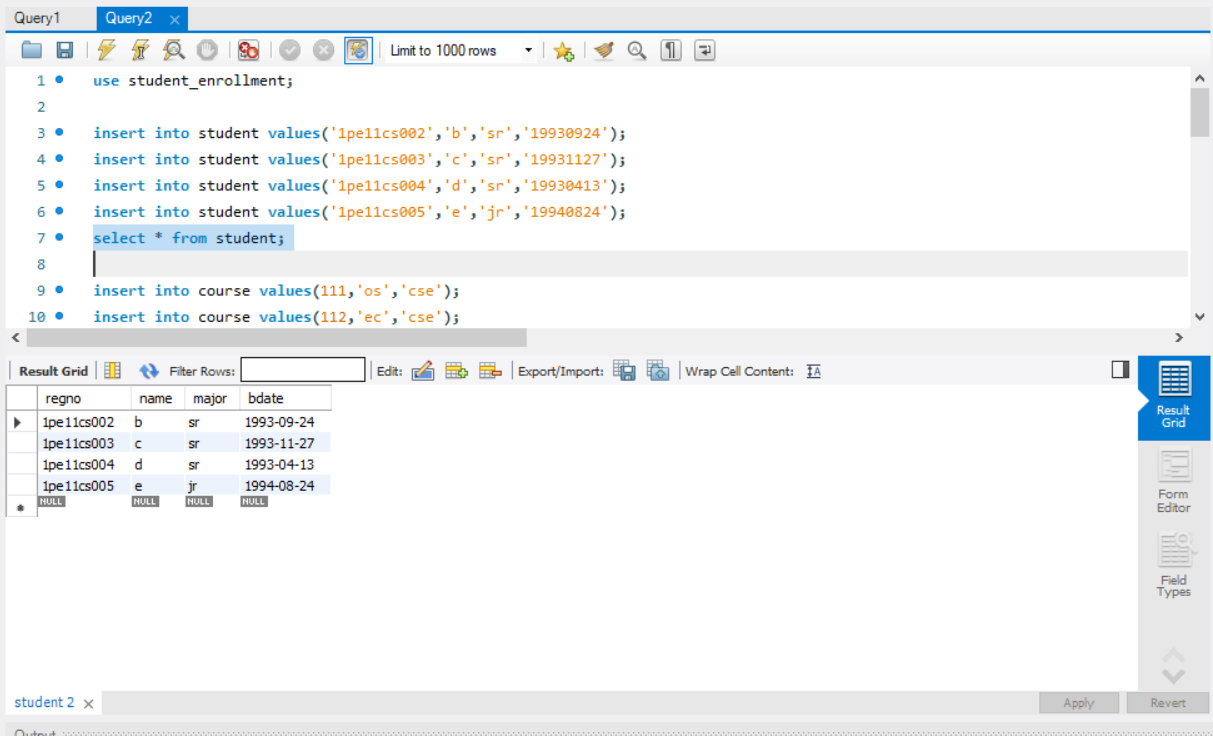 Query1 Query2
Limit to 1000 rows
1 use student_enrollment;
2
3 insert into student values('1pe11cs002','b','sr','19930924');
4 insert into student values('1pe11cs003','c','sr','19931127');
5 insert into student values('1pe11cs004','d','sr','19930413');
6 insert into student values('1pe11cs005','e','jr','19940824');
7 select * from student;
8
9 insert into course values(111,'os','cse');
10 insert into course values(112,'ec','cse');
Result Grid Filter Rows: Edit: Export/Import: Wrap Cell Content: IA
regno name major bdate
1pe11cs002 b sr 1993-09-24
1pe11cs003 c sr 1993-11-27
1pe11cs004 d sr 1993-04-13
1pe11cs005 e jr 1994-08-24
NULL NULL NULL NULL
Result
Grid
Form
Editor
Field
Types
student 2 Apply Revert
Output